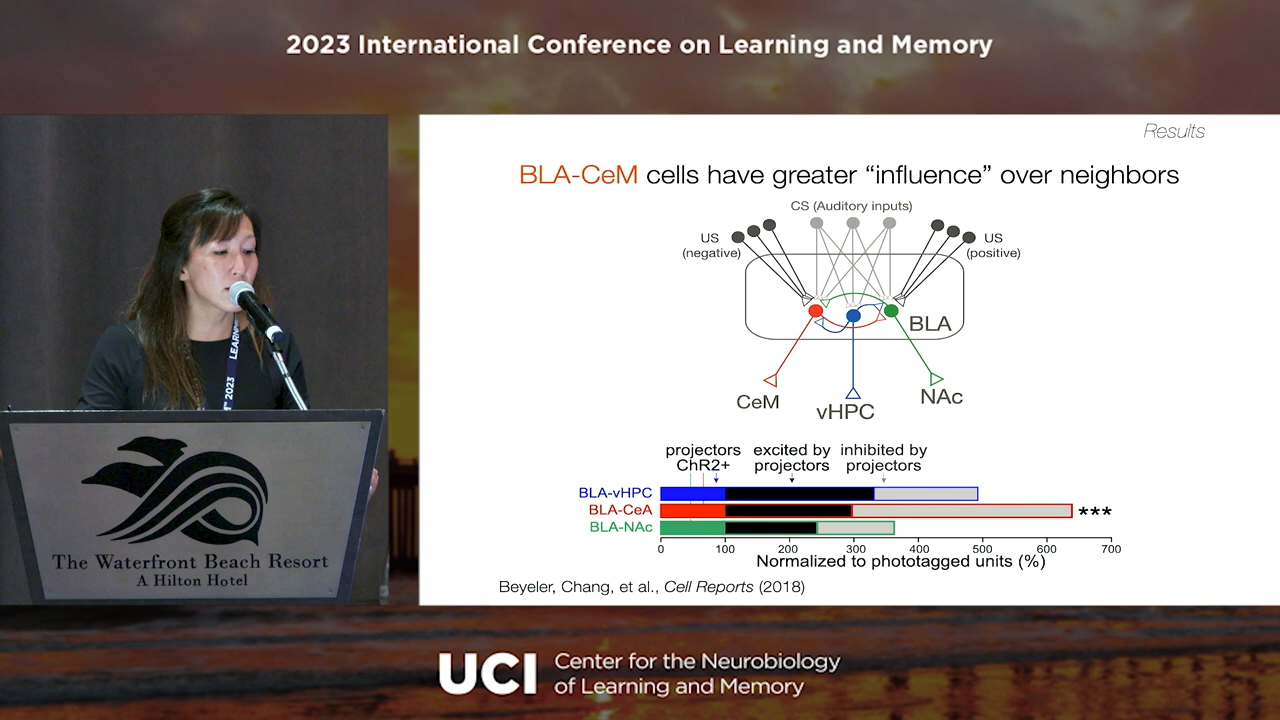 2023 International Conference on Learning and Memory
Results
BLA-CeM cells have greater “influence” over neighbors
CS (Auditory inputs)
US
(negative)
US
(positive)
BLA
CeM
vHPC
NAc
projectors
ChR2+
excited by
projectors
inhibited by
projectors
BLA-vHPC
BLA-CeA
***
BLA-NAc
0 100 200 300 400 500 600 700
Normalized to phototagged units (%)
Beyeler, Chang, et al., Cell Reports (2018)
2023
The Waterfront Beach Resort
A Hilton Hotel
UCI
Center for the Neurobiology
of Learning and Memory